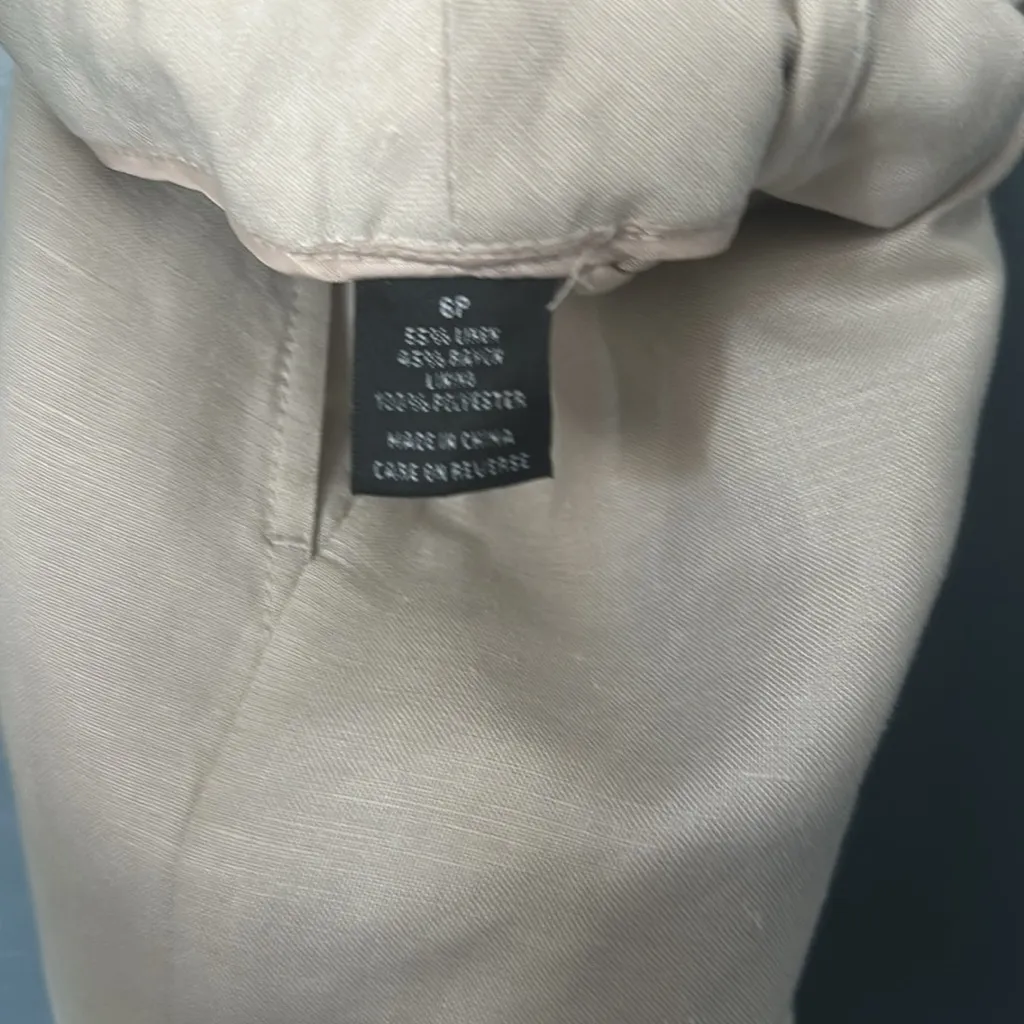 6P
55% LINEN
45% RAYON
LINING
100% POLYESTER
MADE IN CHINA
CARE ON REVERSE